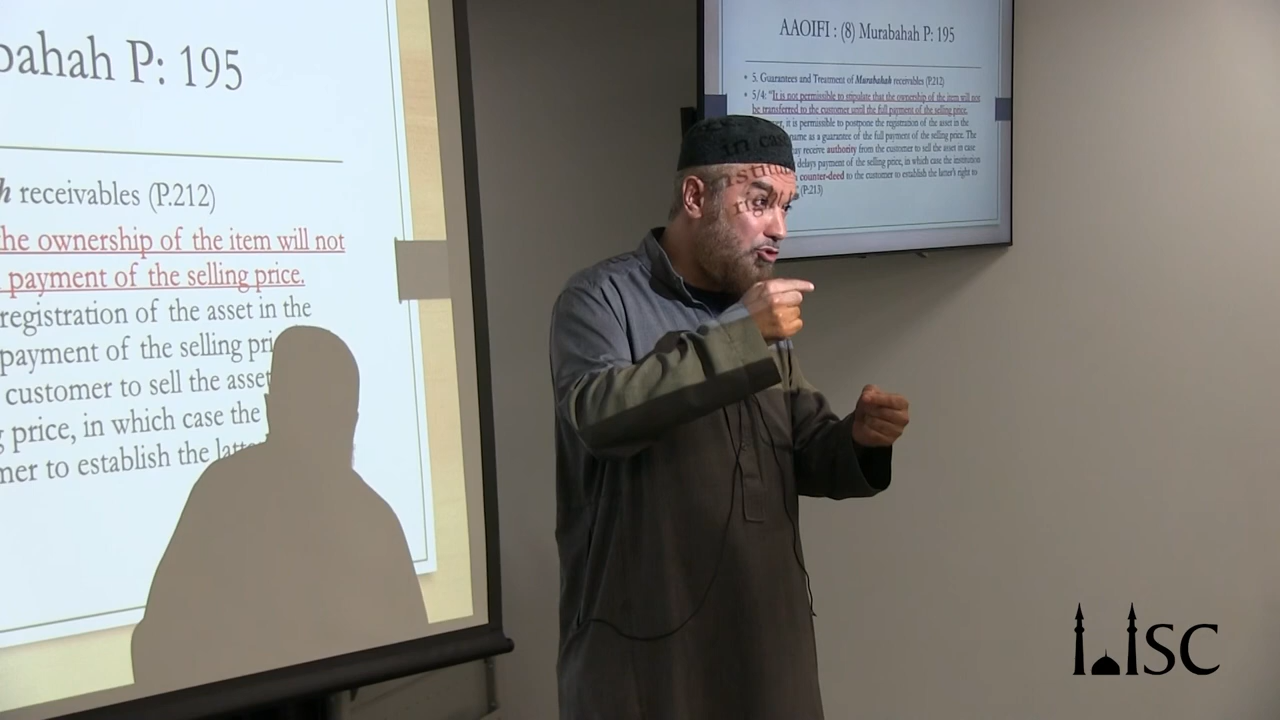 bahah P: 195
h receivables (P.212)
he ownership of the item will not
payment of the selling price.
registration of the asset in the
payment of the selling pri
customer to sell the asset
g price, in which case the
mer to establish the latte
AAOIFI : (8) Murabahah P: 195
• 5. Guarantees and Treatment of Murabahah receivables (P.212)
• 5/4: "It is not permissible to stipulate that the ownership of the item will not
be transferred to the customer until the full payment of the selling price.
er, it is permissible to postpone the registration of the asset in the
name as a guarantee of the full payment of the selling price. The
ay receive authority from the customer to sell the asset in case
delays payment of the selling price, in which case the institution
counter-deed to the customer to establish the latter's right to
(P.213)
in cas
istitu
ISC